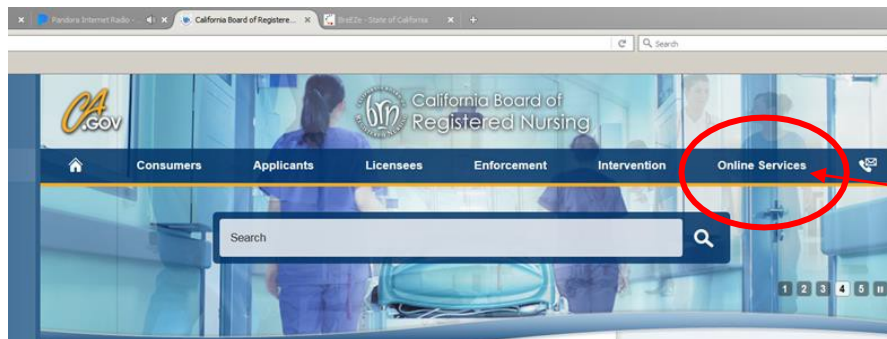 Pandora Internet Radio - ...
California Board of Registere...
BreEZe - State of California
Search
CA
.GOV
brn
California Board of
Registered Nursing
Consumers
Applicants
Licensees
Enforcement
Intervention
Online Services
Search
1 2 3 4 5